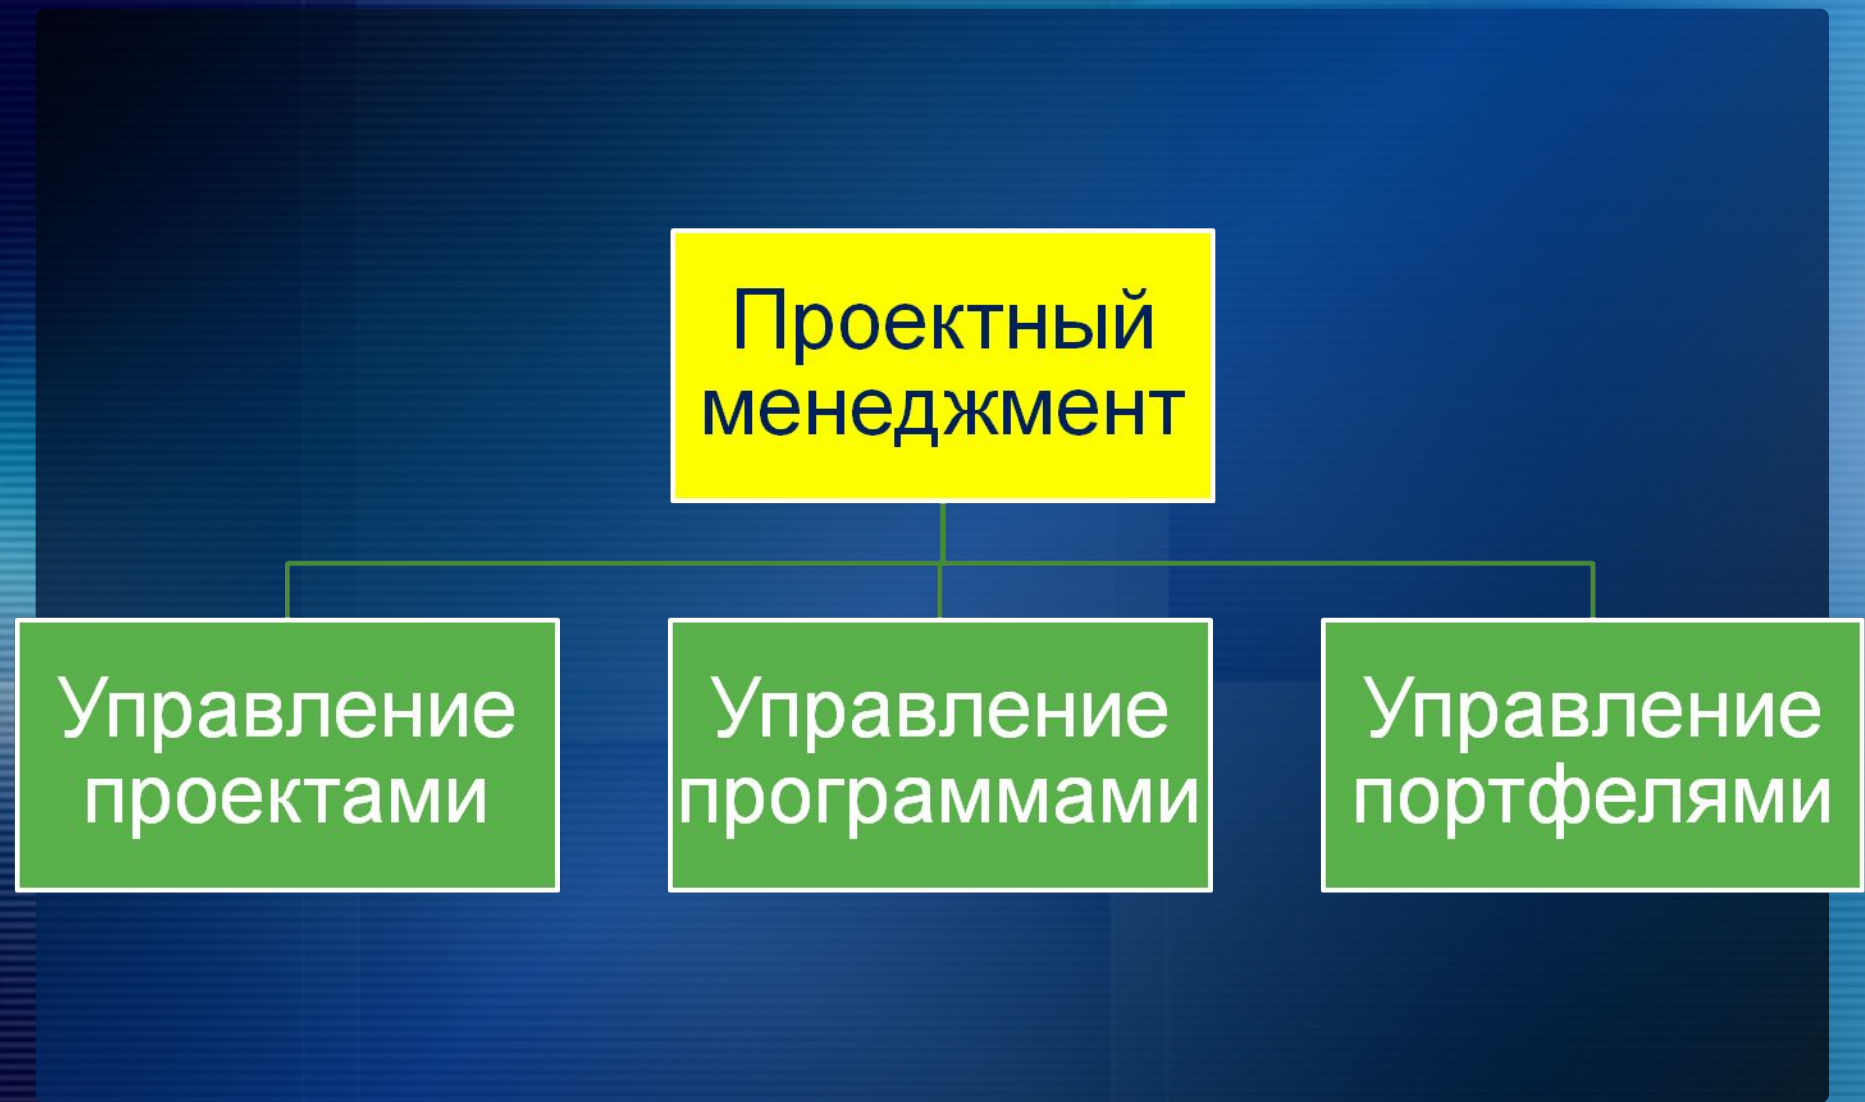 Проектный
менеджмент
Управление
проектами
Управление
программами
Управление
портфелями